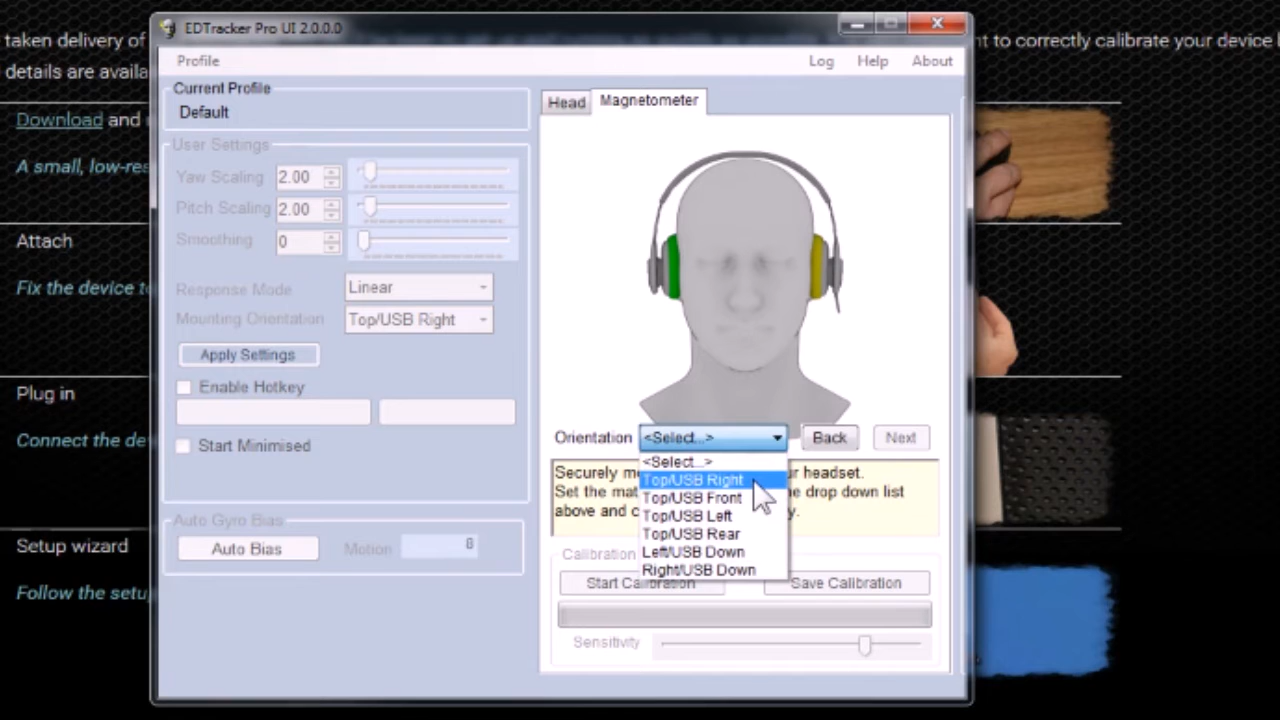 EDTracker Pro UI 2.0.0.0
taken delivery of
nt to correctly calibrate your device
details are availa
Profile
Log Help About
Current Profile
Default
Download and
A small, low-res
Attach
Fix the device to
Plug in
Connect the dev
Setup wizard
Follow the setu
User Settings
Yaw Scaling 2.00
Pitch Scaling 2.00
Smoothing 0
Response Mode Linear
Mounting Orientation Top/USB Right
Apply Settings
Enable Hotkey
Start Minimised
Auto Gyro Bias
Auto Bias Motion 8
Head Magnetometer
Orientation <Select...> Back Next
<Select...>
Top/USB Right
Top/USB Front
Top/USB Left
Top/USB Rear
Left/USB Down
Right/USB Down
Securely m ur headset.
Set the mat e drop down list
above and c y.
Calibration
Start Calibration Save Calibration
Sensitivity